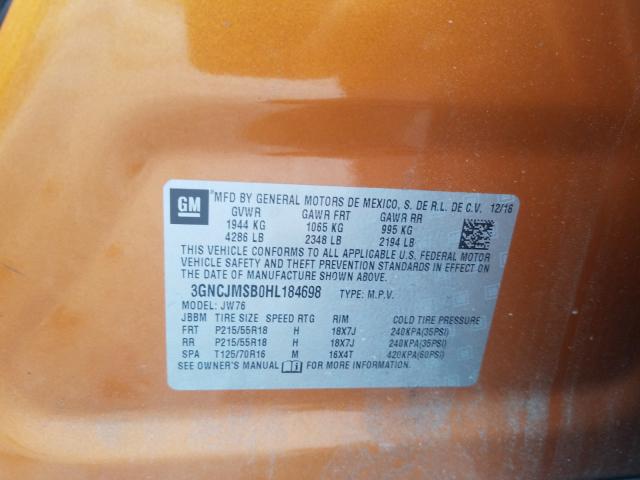 GM
MFD BY GENERAL MOTORS DE MEXICO, S. DE R.L. DE C.V. 12/16
GVWR GAWR FRT GAWR RR
1944 KG 1065 KG 995 KG
4286 LB 2348 LB 2194 LB
THIS VEHICLE CONFORMS TO ALL APPLICABLE U.S. FEDERAL MOTOR
VEHICLE SAFETY AND THEFT PREVENTION STANDARDS IN EFFECT ON
THE DATE OF MANUFACTURE SHOWN ABOVE.
3GNCJMSB0HL184698 TYPE: M.P.V.
MODEL: JW76
JBBM TIRE SIZE SPEED RTG RIM COLD TIRE PRESSURE
FRT P215/55R18 H 18X7J 240KPA(35PSI)
RR P215/55R18 H 18X7J 240KPA(35PSI)
SPA T125/70R16 M 16X4T 420KPA(60PSI)
SEE OWNER'S MANUAL FOR MORE INFORMATION